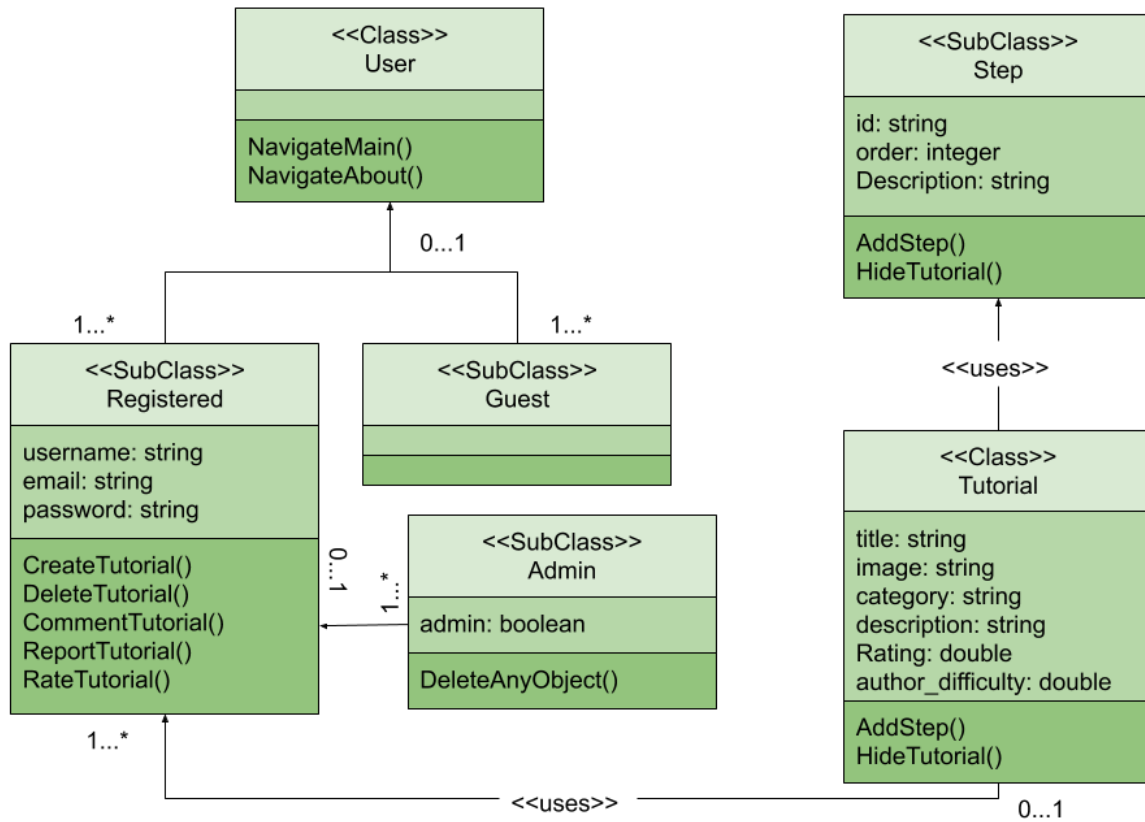 <<Class>>
User
NavigateMain()
NavigateAbout()
0...1
1...*
1...*
<<SubClass>>
Registered
username: string
email: string
password: string
CreateTutorial()
DeleteTutorial()
CommentTutorial()
ReportTutorial()
RateTutorial()
<<SubClass>>
Guest
0...1
1...*
<<SubClass>>
Admin
admin: boolean
DeleteAnyObject()
<<SubClass>>
Step
id: string
order: integer
Description: string
AddStep()
HideTutorial()
<<uses>>
<<Class>>
Tutorial
title: string
image: string
category: string
description: string
Rating: double
author_difficulty: double
AddStep()
HideTutorial()
1...*
<<uses>>
0...1